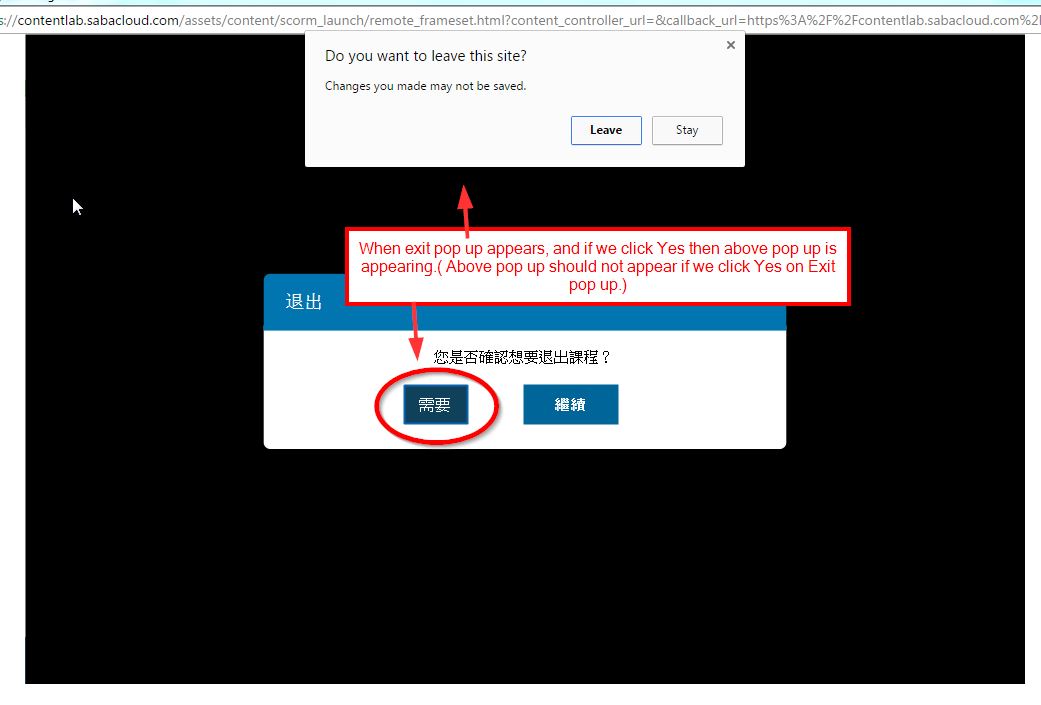 s://contentlab.sabacloud.com/assets/content/scorm_launch/remote_frameset.html?content_controller_url=&callback_url=https%3A%2F%2Fcontentlab.sabacloud.com%2
Do you want to leave this site?
Changes you made may not be saved.
Leave
Stay
When exit pop up appears, and if we click Yes then above pop up is
appearing.( Above pop up should not appear if we click Yes on Exit
pop up.)
退出
您是否確認想要退出課程？
需要
繼續